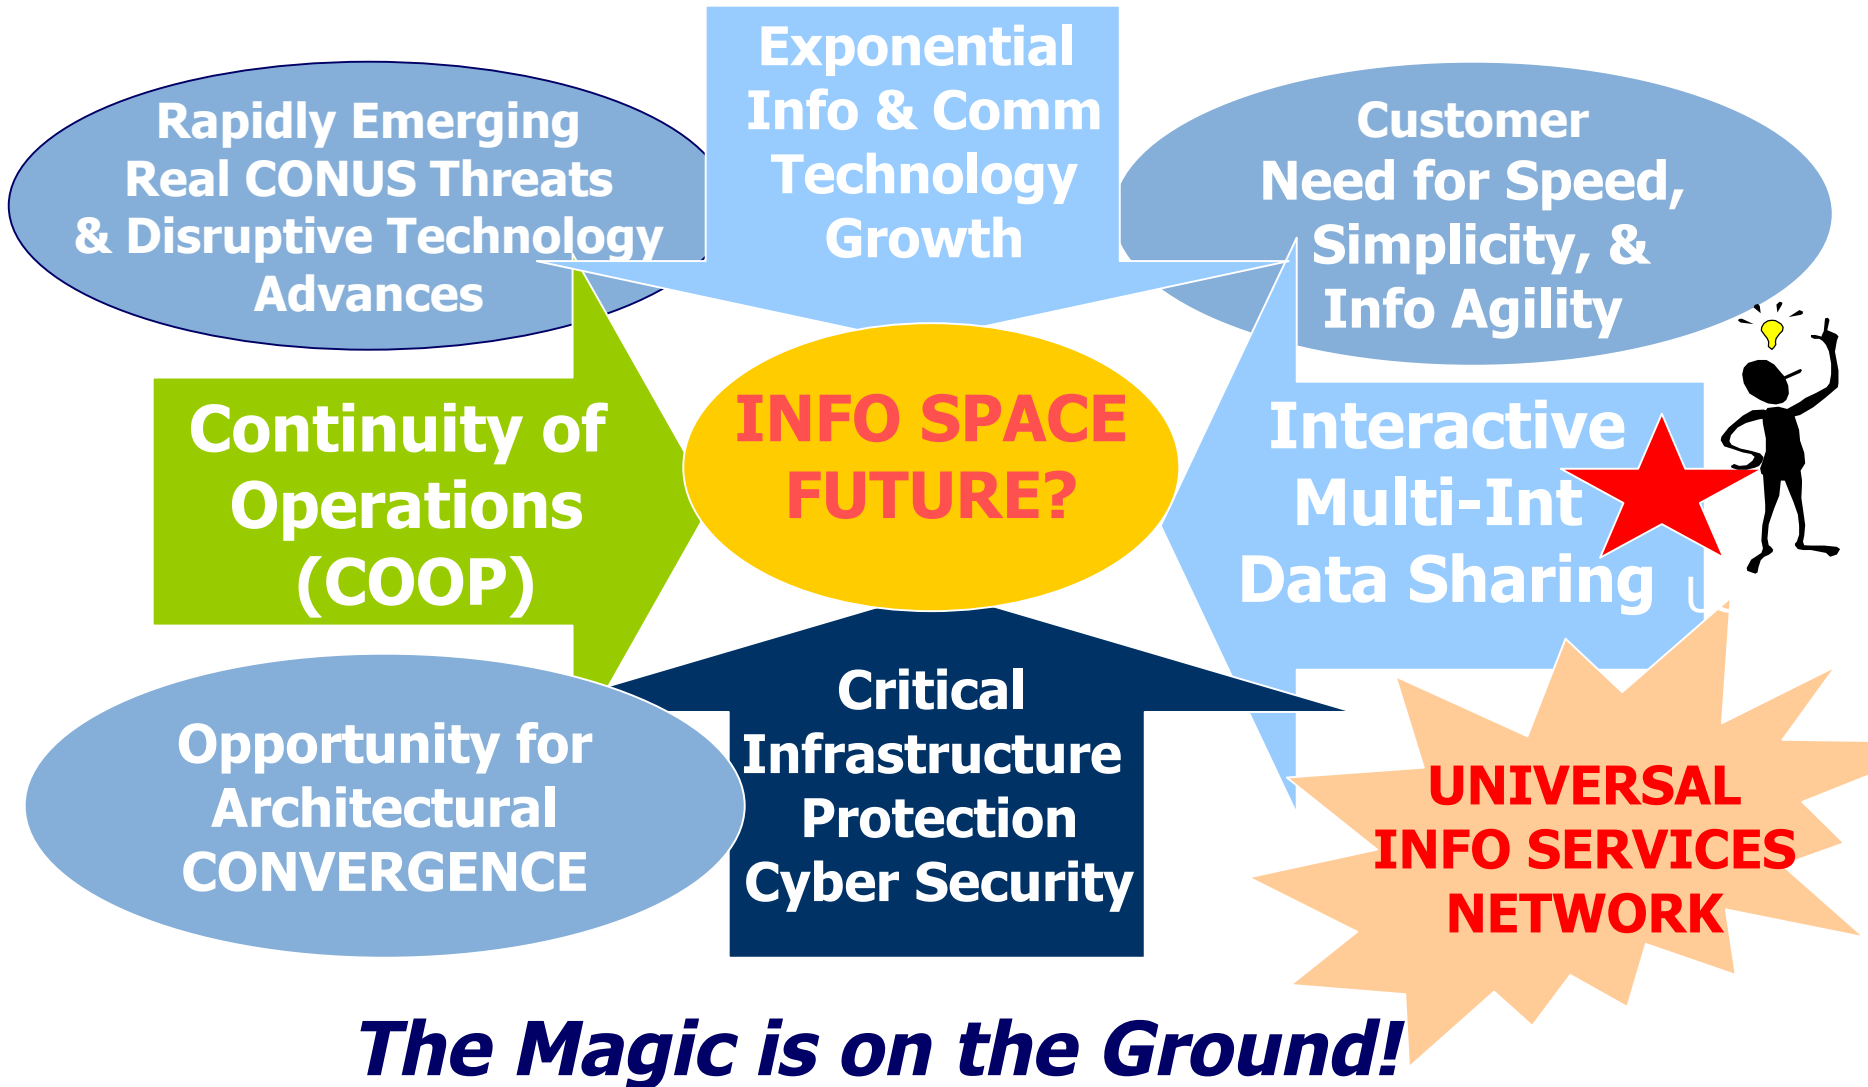 Rapidly Emerging
Real CONUS Threats
& Disruptive Technology
Advances
Exponential
Info & Comm
Technology
Growth
Customer
Need for Speed,
Simplicity, &
Info Agility
Continuity of
Operations
(COOP)
INFO SPACE
FUTURE?
Interactive
Multi-Int
Data Sharing
Opportunity for
Architectural
CONVERGENCE
Critical
Infrastructure
Protection
Cyber Security
UNIVERSAL
INFO SERVICES
NETWORK
The Magic is on the Ground!